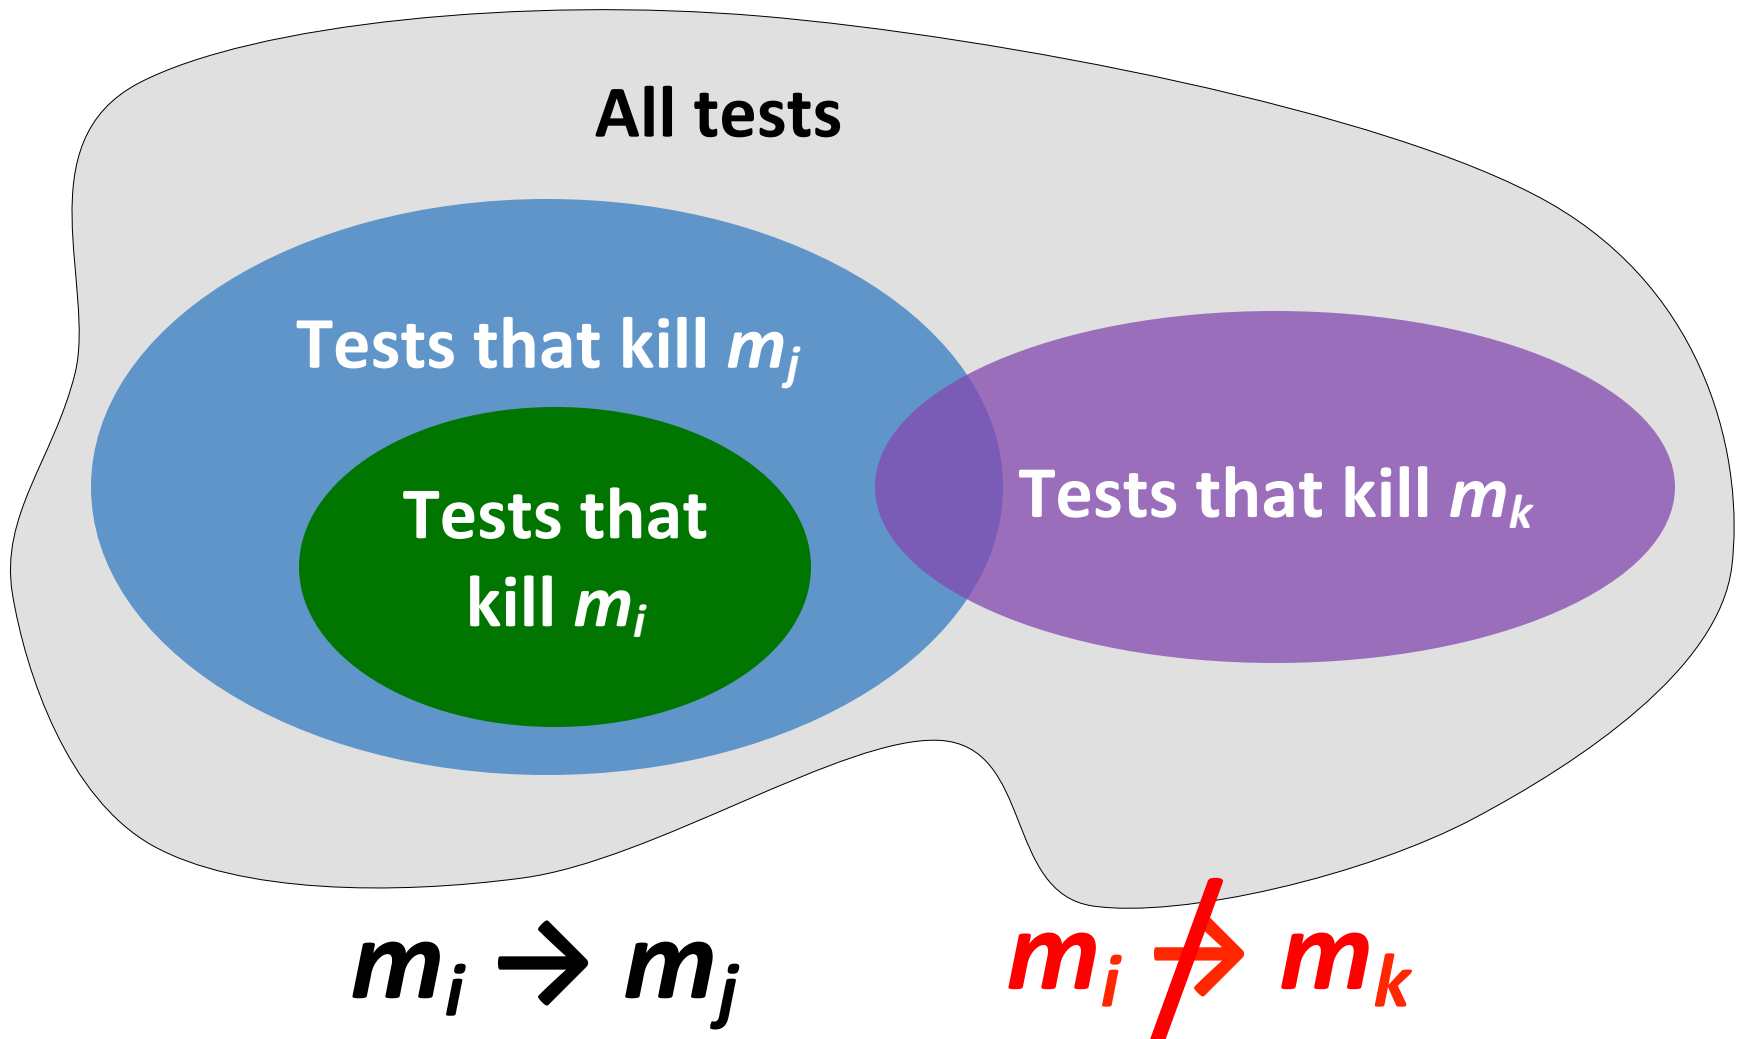 All tests
Tests that kill mⱼ
Tests that
kill mᵢ
Tests that kill mₖ
mᵢ → mⱼ
mᵢ ↛ mₖ